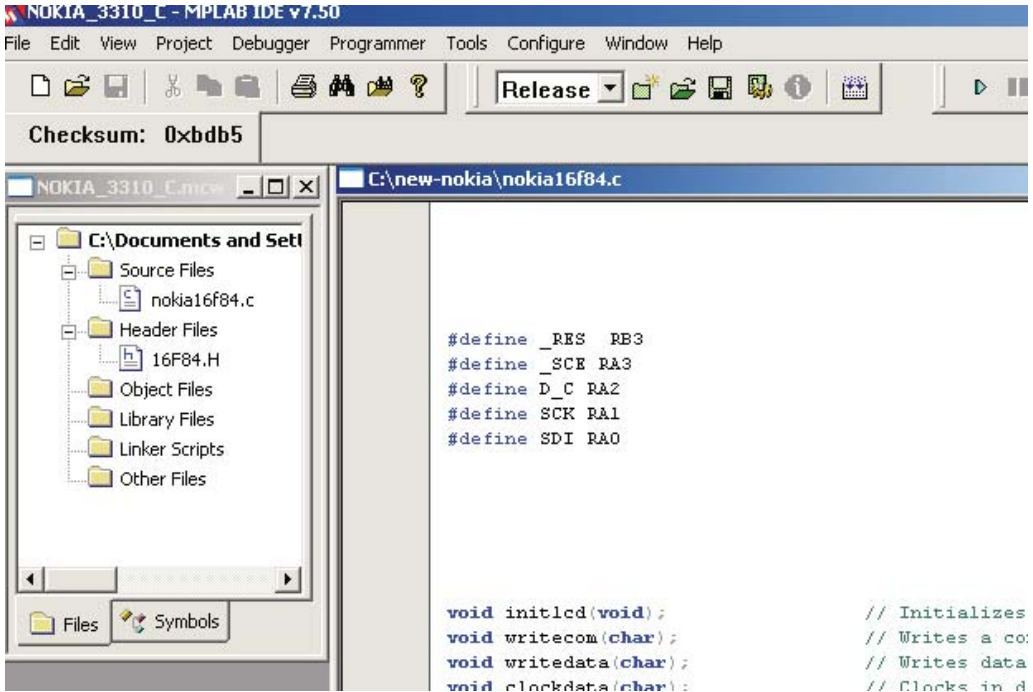 NOKIA_3310_C - MPLAB IDE v7.50
File Edit View Project Debugger Programmer Tools Configure Window Help
Release
Checksum: 0xbdb5
NOKIA_3310_C.mcw
C:\new-nokia\nokia16f84.c
C:\Documents and Sett
Source Files
nokia16f84.c
Header Files
16F84.H
Object Files
Library Files
Linker Scripts
Other Files
Files Symbols
#define _RES RB3
#define _SCE RA3
#define D_C RA2
#define SCK RA1
#define SDI RA0
void initlcd(void); // Initializes
void writecom(char); // Writes a co
void writedata(char); // Writes data
void clockdata(char); // Clocks in d